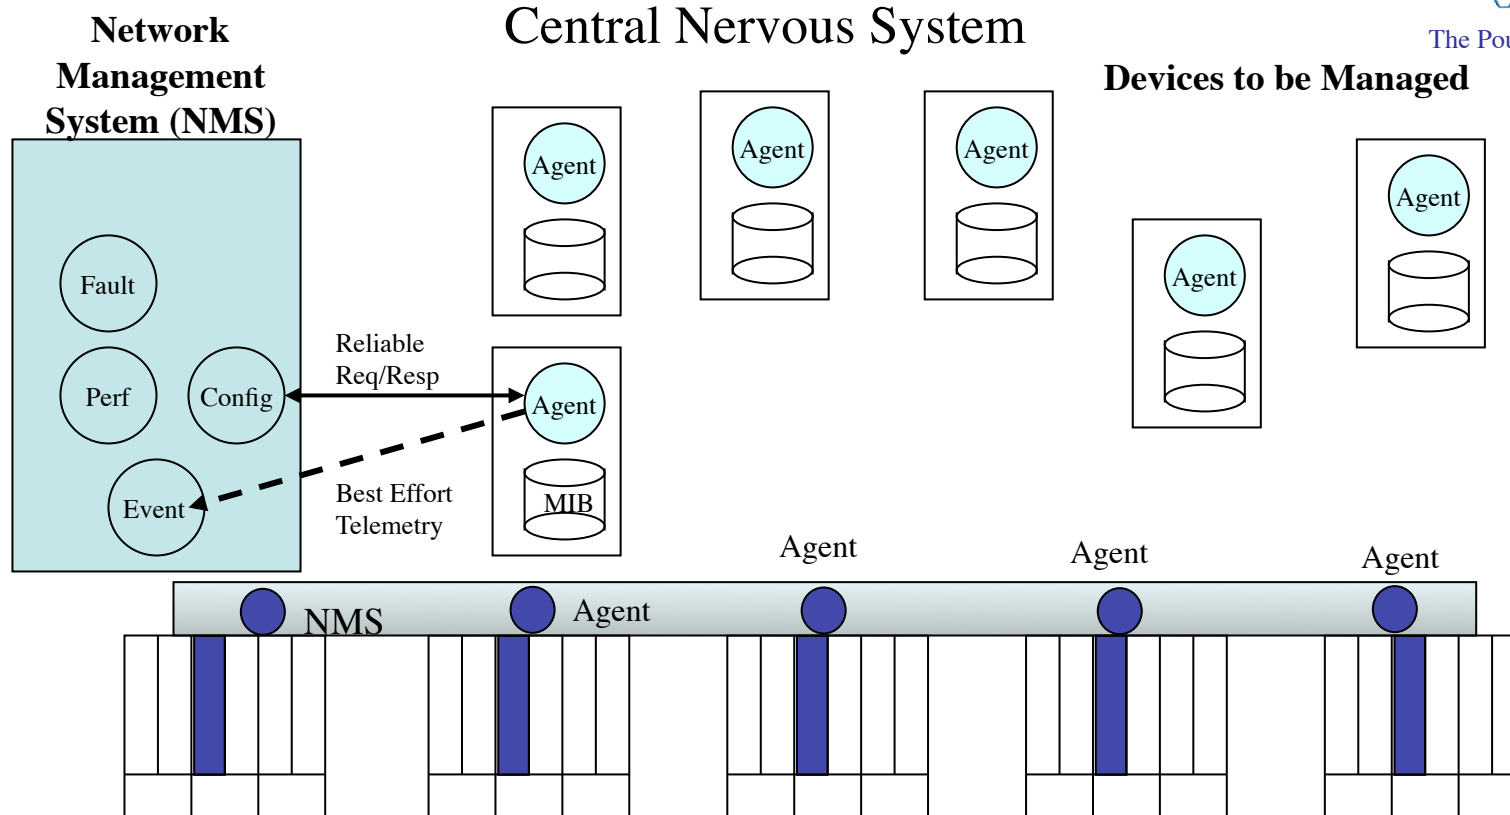 Central Nervous System
Network
Management
System (NMS)
The
Devices to be Managed
Agent
Agent
Agent
Agent
Agent
Fault
Perf
Config
Event
Reliable
Req/Resp
Agent
MIB
Best Effort
Telemetry
Agent
Agent
Agent
NMS
Agent